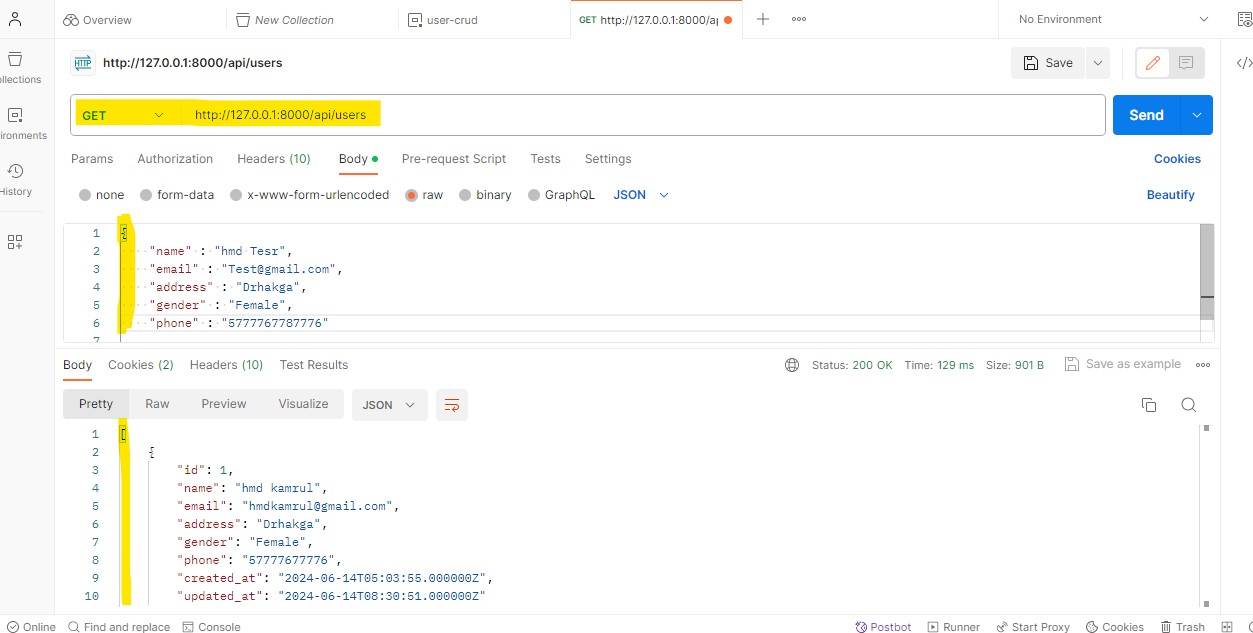 Overview
New Collection
user-crud
GET http://127.0.0.1:8000/ap
No Environment
HTTP http://127.0.0.1:8000/api/users
Save
ollections
GET http://127.0.0.1:8000/api/users
Send
ironments
Params Authorization Headers (10) Body Pre-request Script Tests Settings Cookies
History
none form-data x-www-form-urlencoded raw binary GraphQL JSON Beautify
1 {
2 "name" : "hmd Tesr",
3 "email" : "Test@gmail.com",
4 "address" : "Drhakga",
5 "gender" : "Female",
6 "phone" : "5777767787776"
7
Body Cookies (2) Headers (10) Test Results Status: 200 OK Time: 129 ms Size: 901 B Save as example
Pretty Raw Preview Visualize JSON
1 [
2 {
3 "id": 1,
4 "name": "hmd kamrul",
5 "email": "hmdkamrul@gmail.com",
6 "address": "Drhakga",
7 "gender": "Female",
8 "phone": "57777677776",
9 "created_at": "2024-06-14T05:03:55.000000Z",
10 "updated_at": "2024-06-14T08:30:51.000000Z"
Online Find and replace Console Postbot Runner Start Proxy Cookies Trash